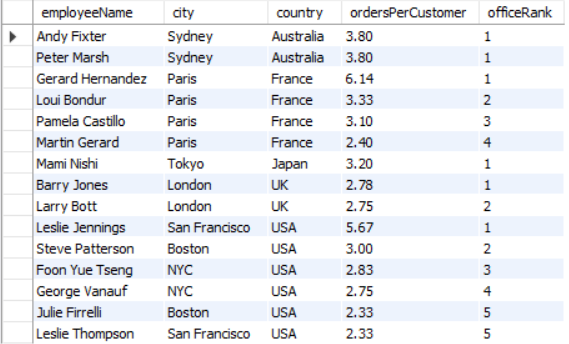 employeeName city country ordersPerCustomer officeRank
Andy Fixter Sydney Australia 3.80 1
Peter Marsh Sydney Australia 3.80 1
Gerard Hernandez Paris France 6.14 1
Loui Bondur Paris France 3.33 2
Pamela Castillo Paris France 3.10 3
Martin Gerard Paris France 2.40 4
Mami Nishi Tokyo Japan 3.20 1
Barry Jones London UK 2.78 1
Larry Bott London UK 2.75 2
Leslie Jennings San Francisco USA 5.67 1
Steve Patterson Boston USA 3.00 2
Foon Yue Tseng NYC USA 2.83 3
George Vanauf NYC USA 2.75 4
Julie Firrelli Boston USA 2.33 5
Leslie Thompson San Francisco USA 2.33 5